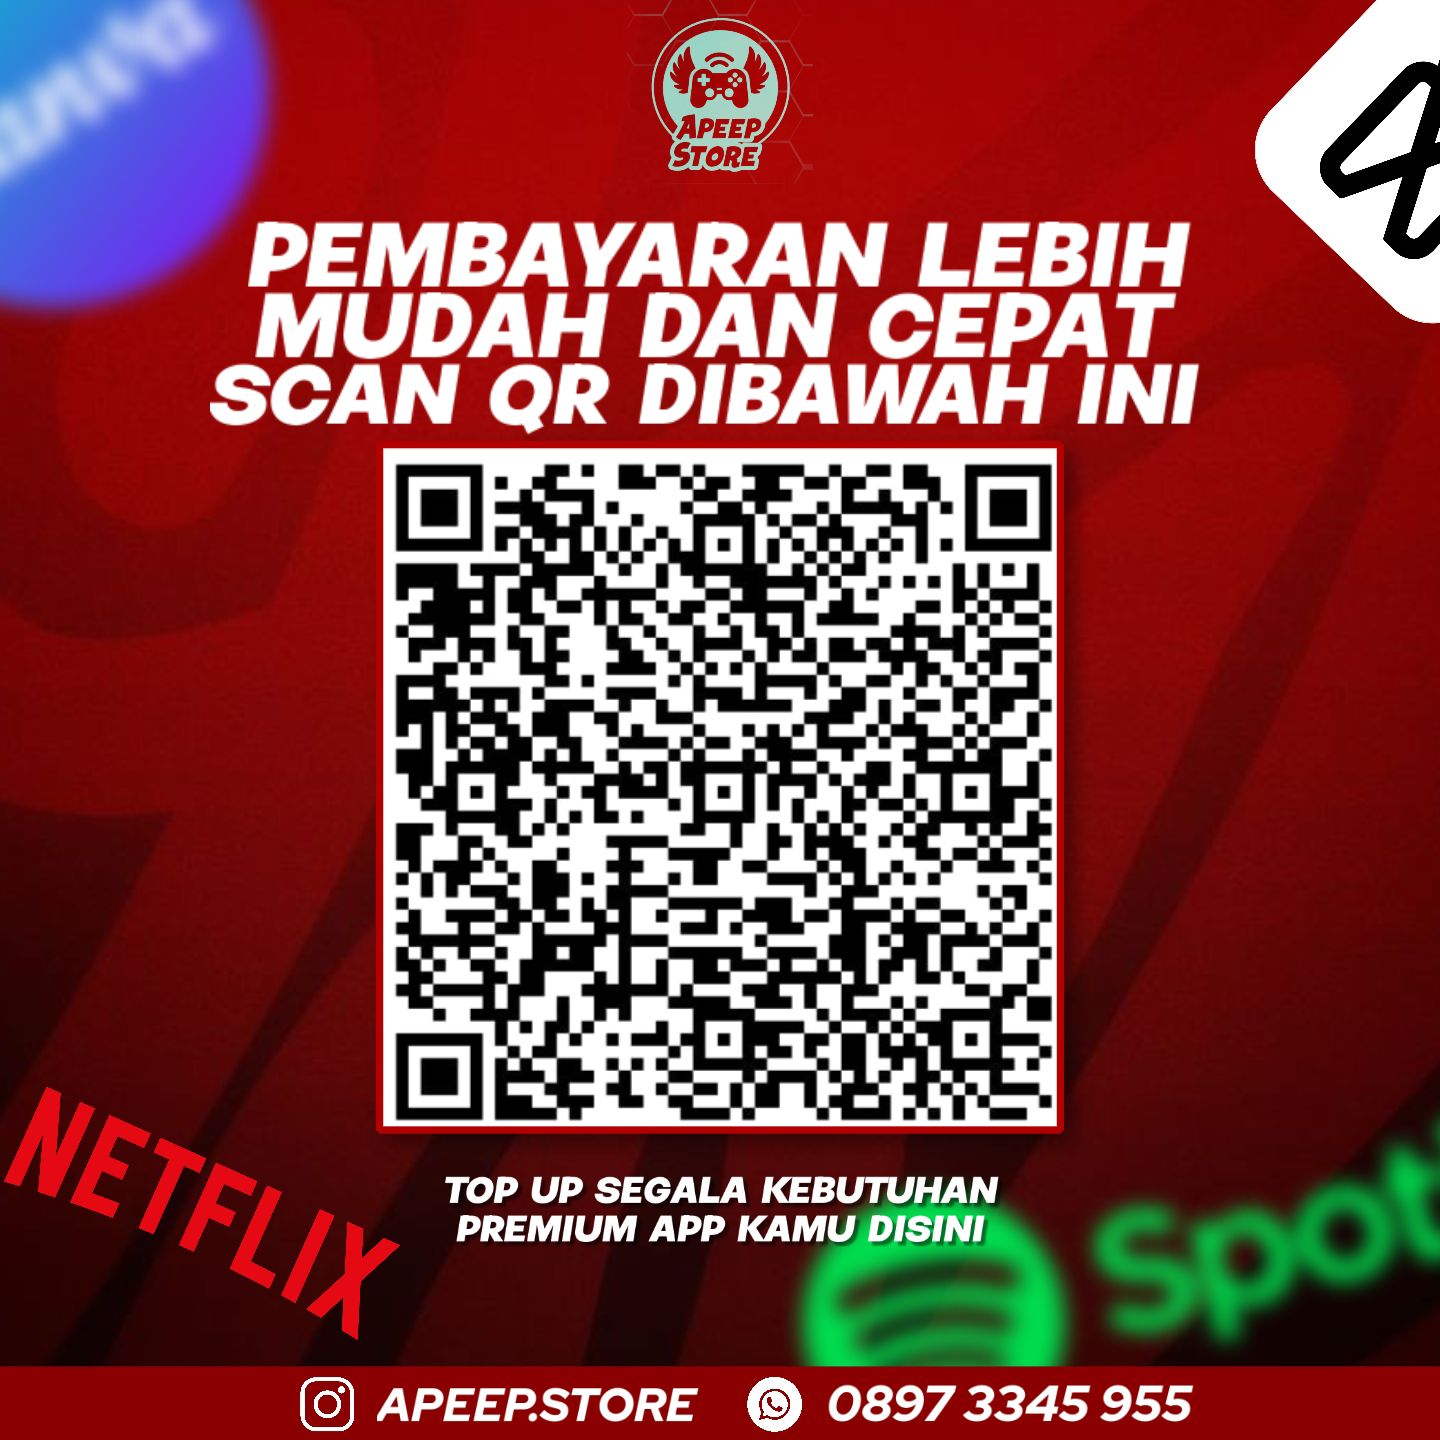 APEEP
STORE
PEMBAYARAN LEBIH
MUDAH DAN CEPAT
SCAN QR DIBAWAH INI
NETFLIX
TOP UP SEGALA KEBUTUHAN
PREMIUM APP KAMU DISINI
Spot
APEEP.STORE
0897 3345 955